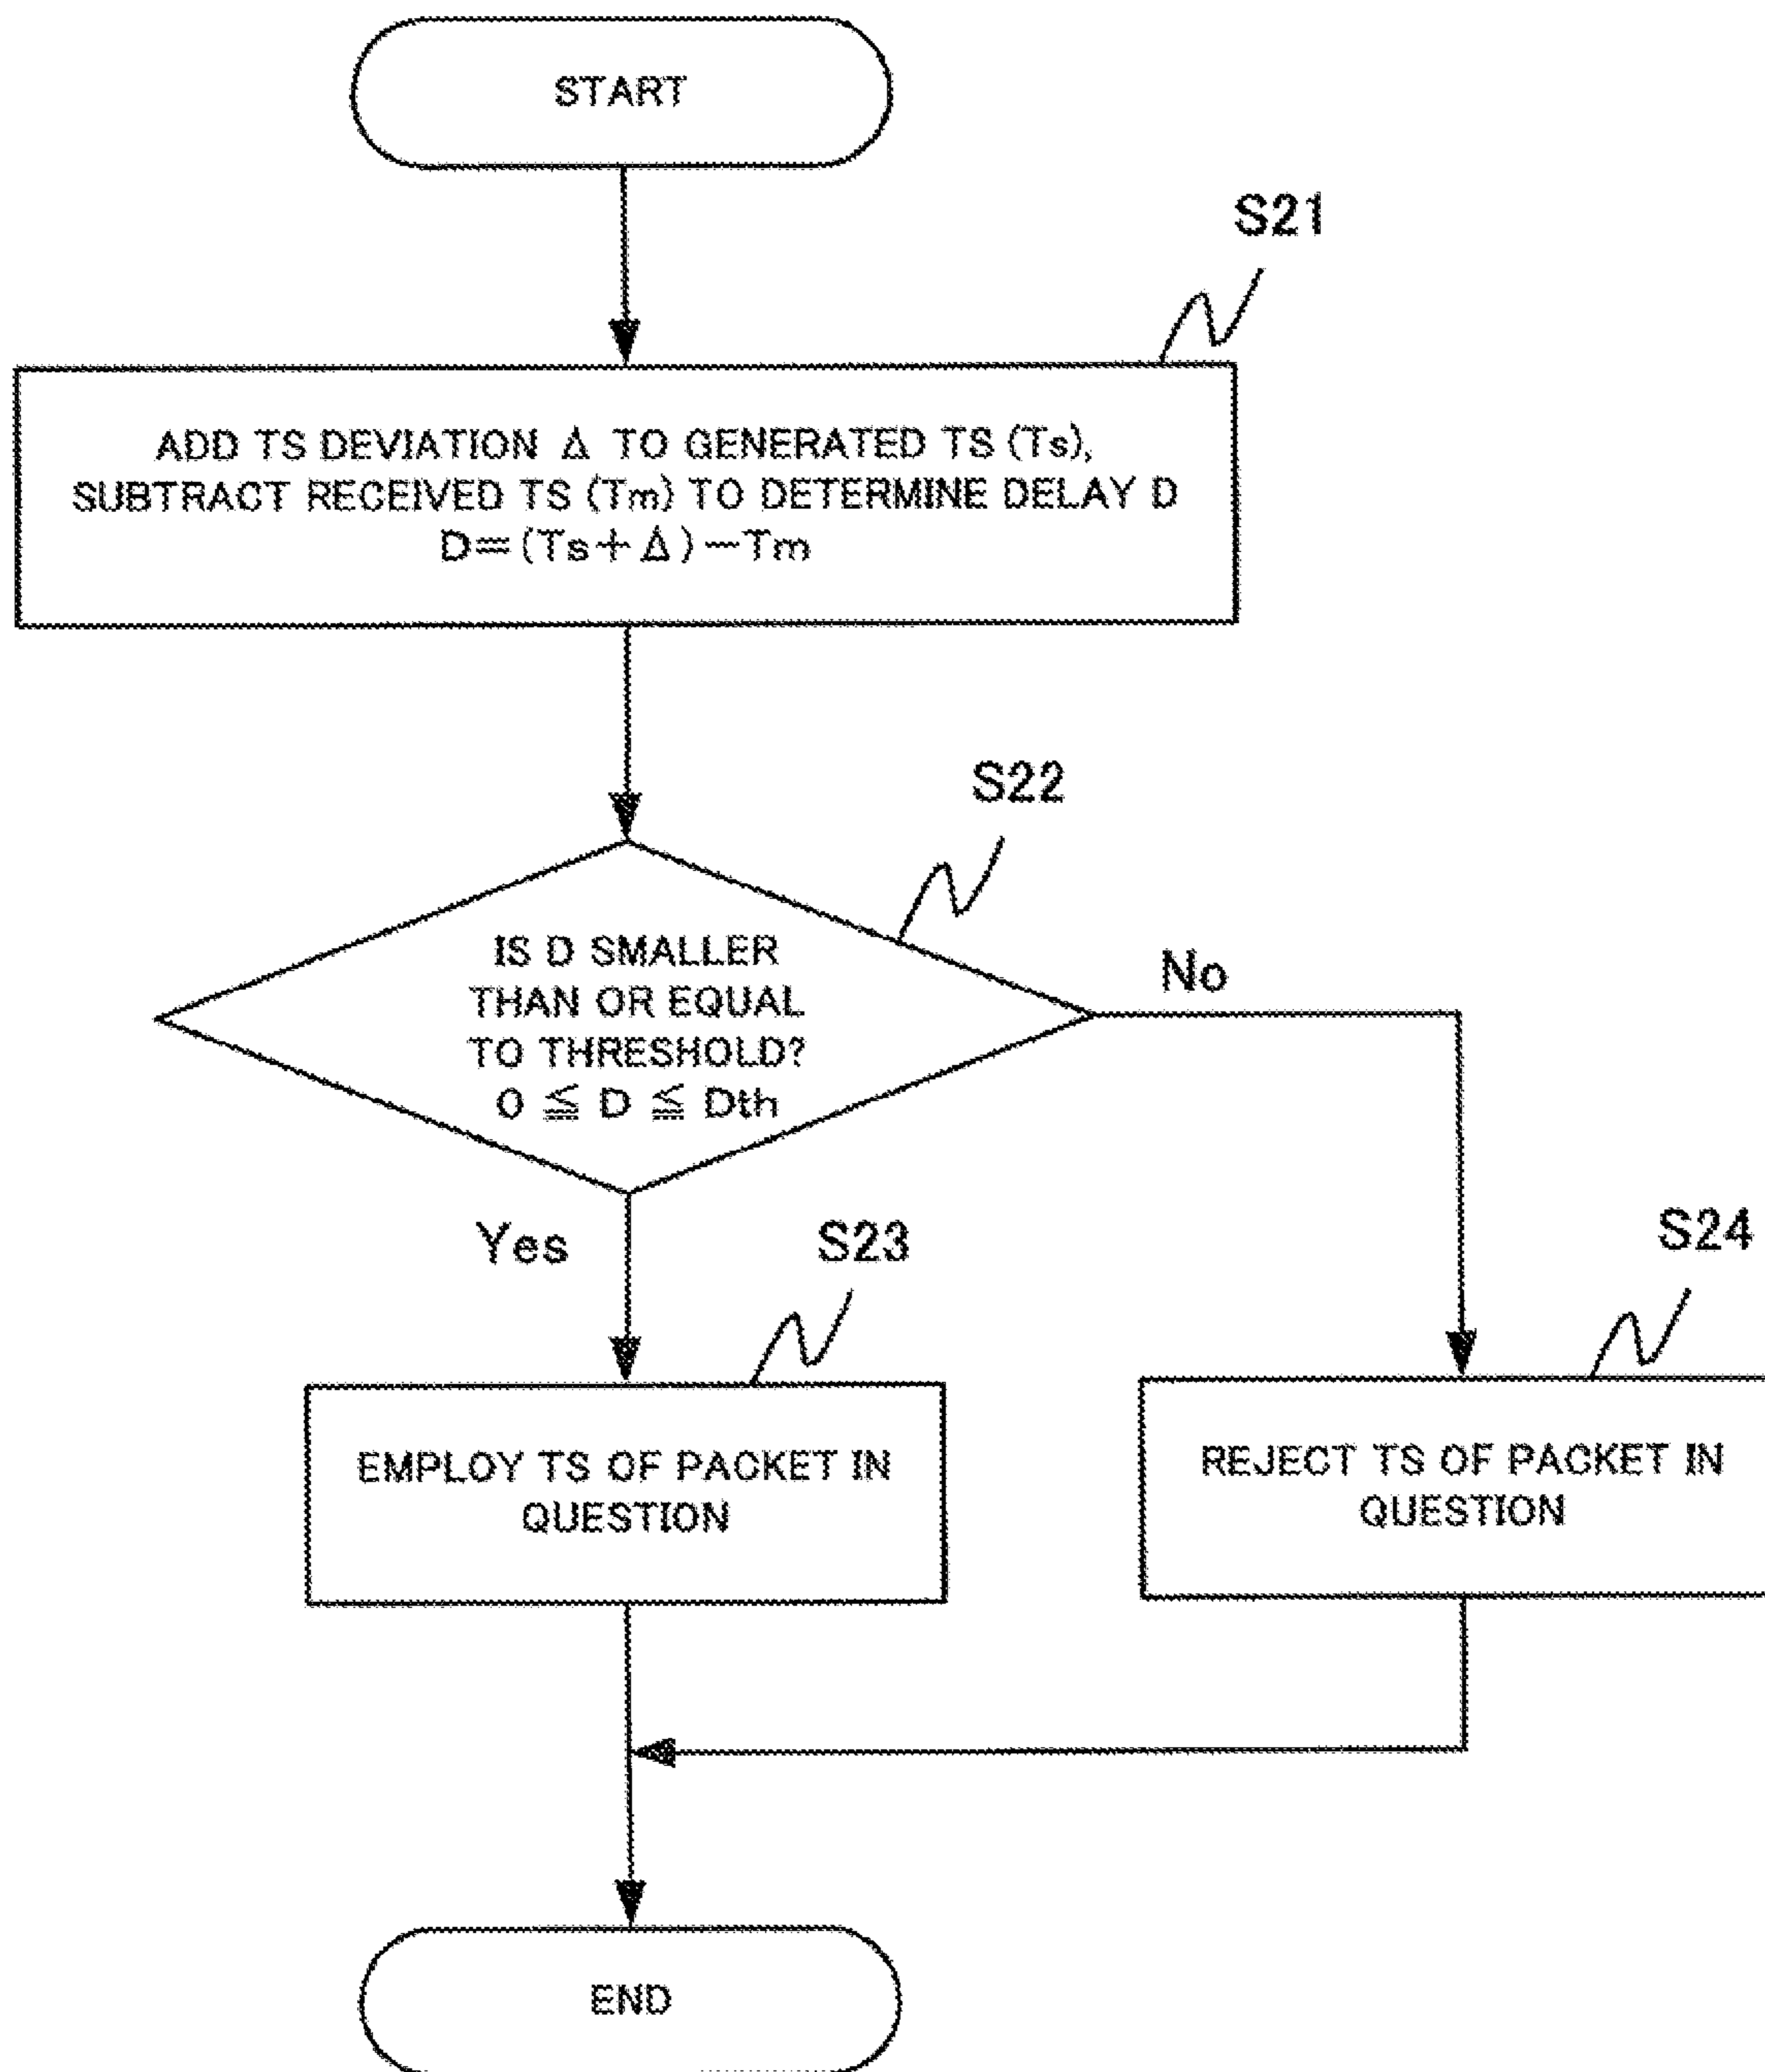 START
S21
ADD TS DEVIATION Δ TO GENERATED TS (Ts),
SUBTRACT RECEIVED TS (Tm) TO DETERMINE DELAY D
D=(Ts+Δ)−Tm
S22
IS D SMALLER
THAN OR EQUAL
TO THRESHOLD?
0 ≦ D ≦ Dth
No
Yes
S23
S24
EMPLOY TS OF PACKET IN
QUESTION
REJECT TS OF PACKET IN
QUESTION
END